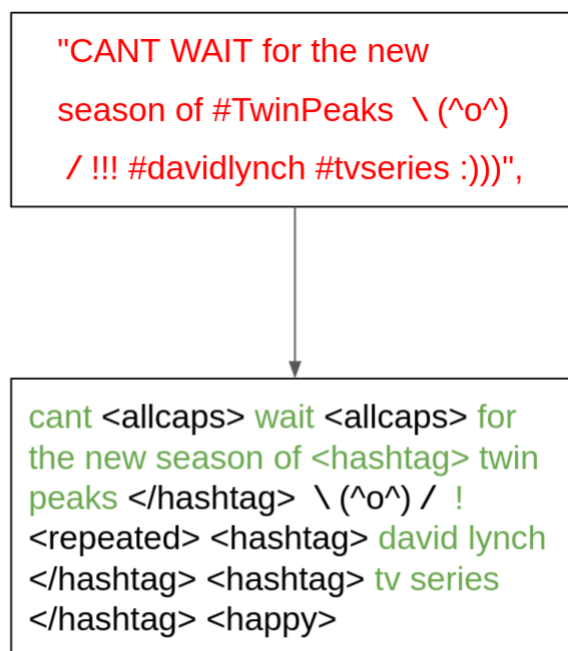 "CANT WAIT for the new
season of #TwinPeaks \ (^o^)
/ !!! #davidlynch #tvseries :)))",
cant <allcaps> wait <allcaps> for
the new season of <hashtag> twin
peaks </hashtag> \ (^o^) / !
<repeated> <hashtag> david lynch
</hashtag> <hashtag> tv series
</hashtag> <happy>